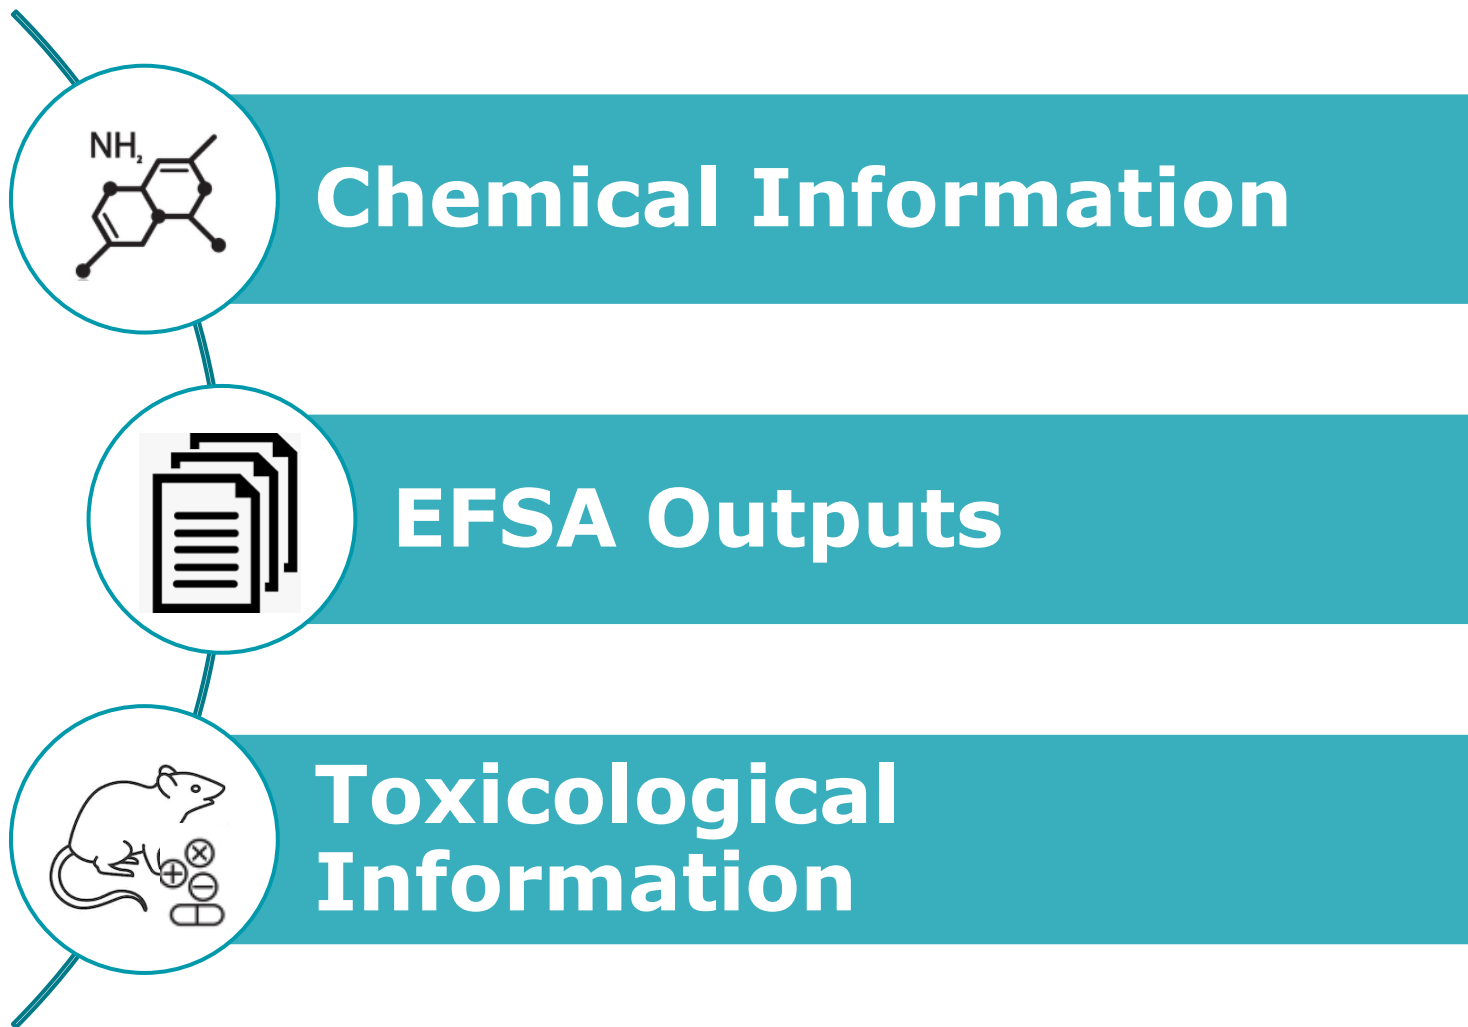 NH₂
Chemical Information
EFSA Outputs
Toxicological
Information